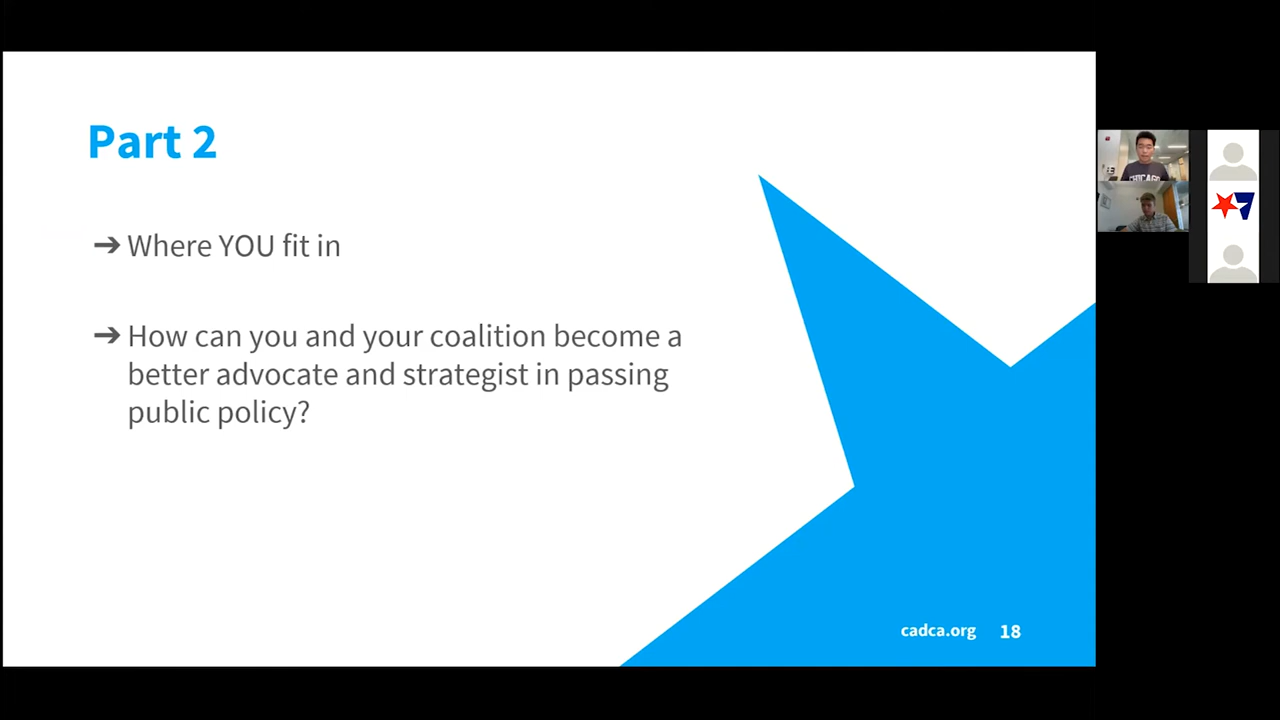 Part 2
➔ Where YOU fit in
➔ How can you and your coalition become a
better advocate and strategist in passing
public policy?
cadca.org 18
CHICAGO